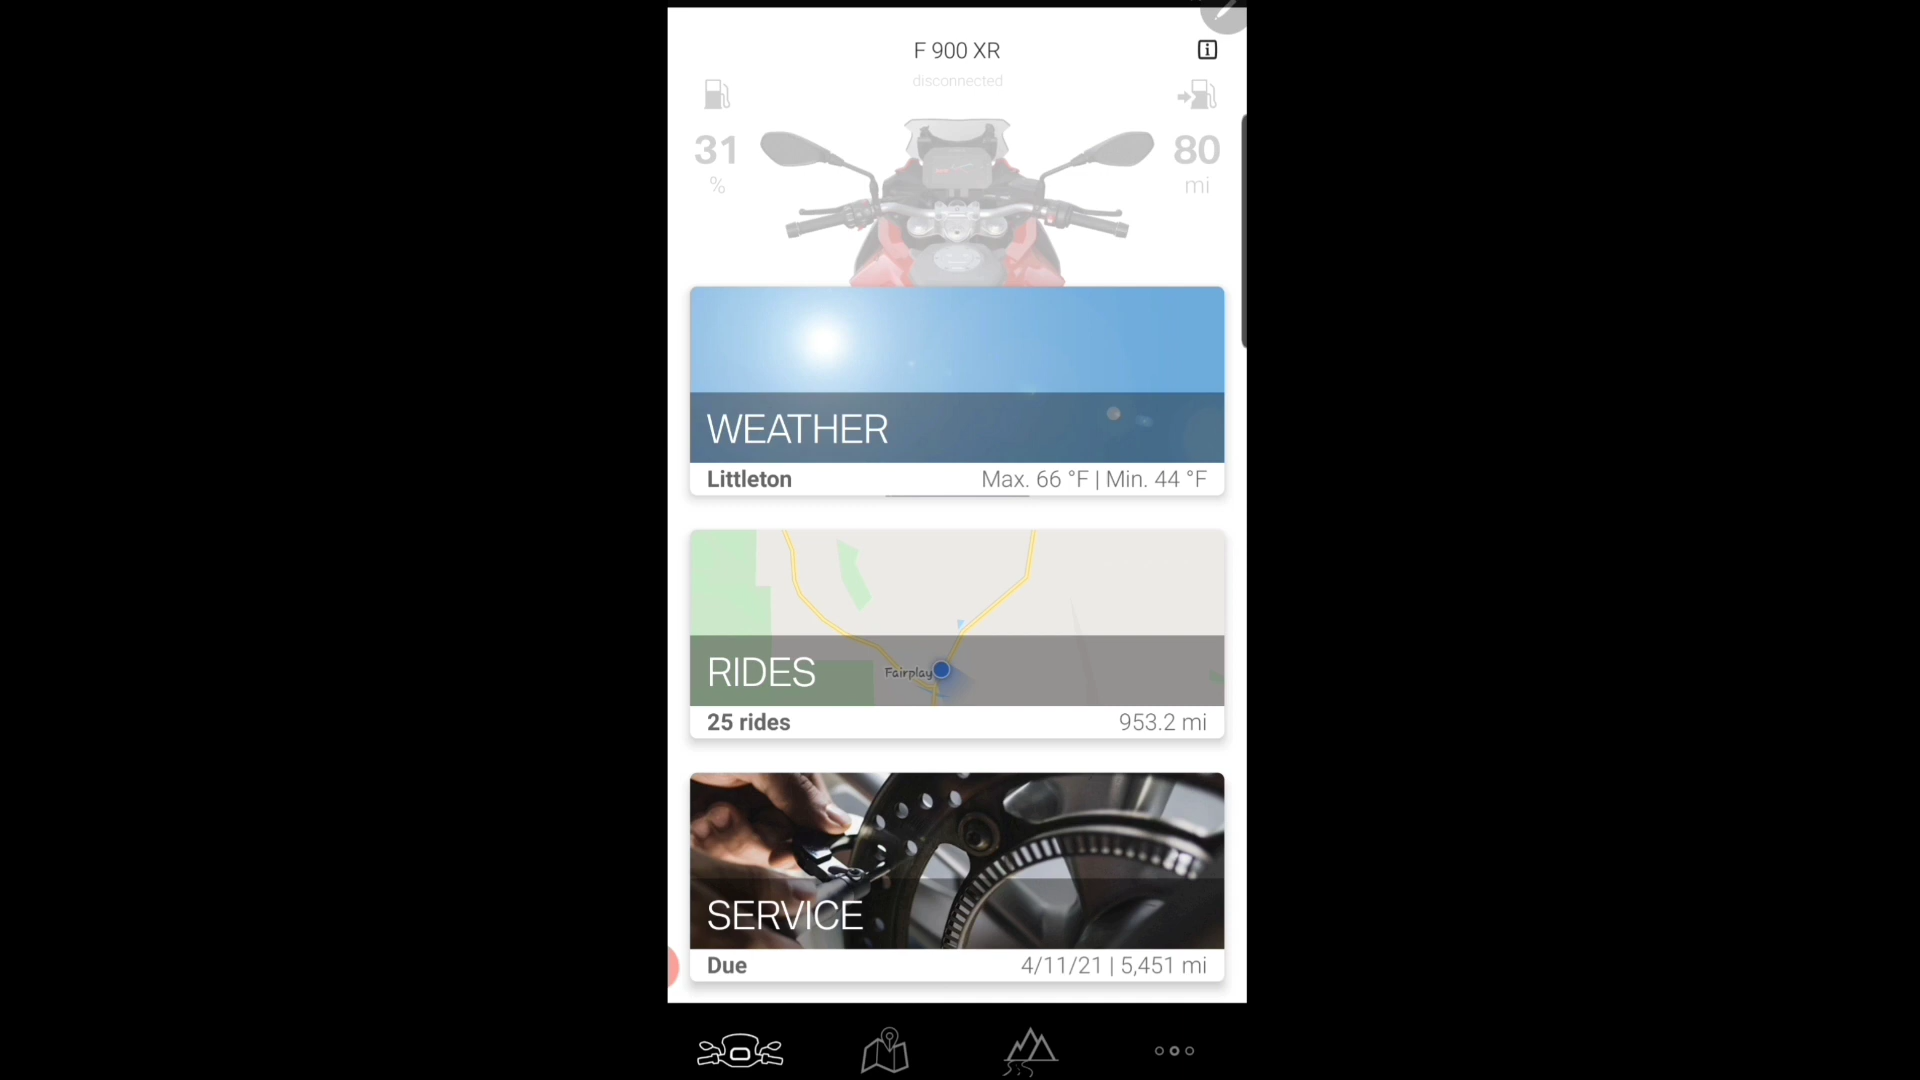 F 900 XR
disconnected
31
%
80
mi
WEATHER
Littleton
Max. 66 °F | Min. 44 °F
Fairplay
RIDES
25 rides
953.2 mi
SERVICE
Due
4/11/21 | 5,451 mi